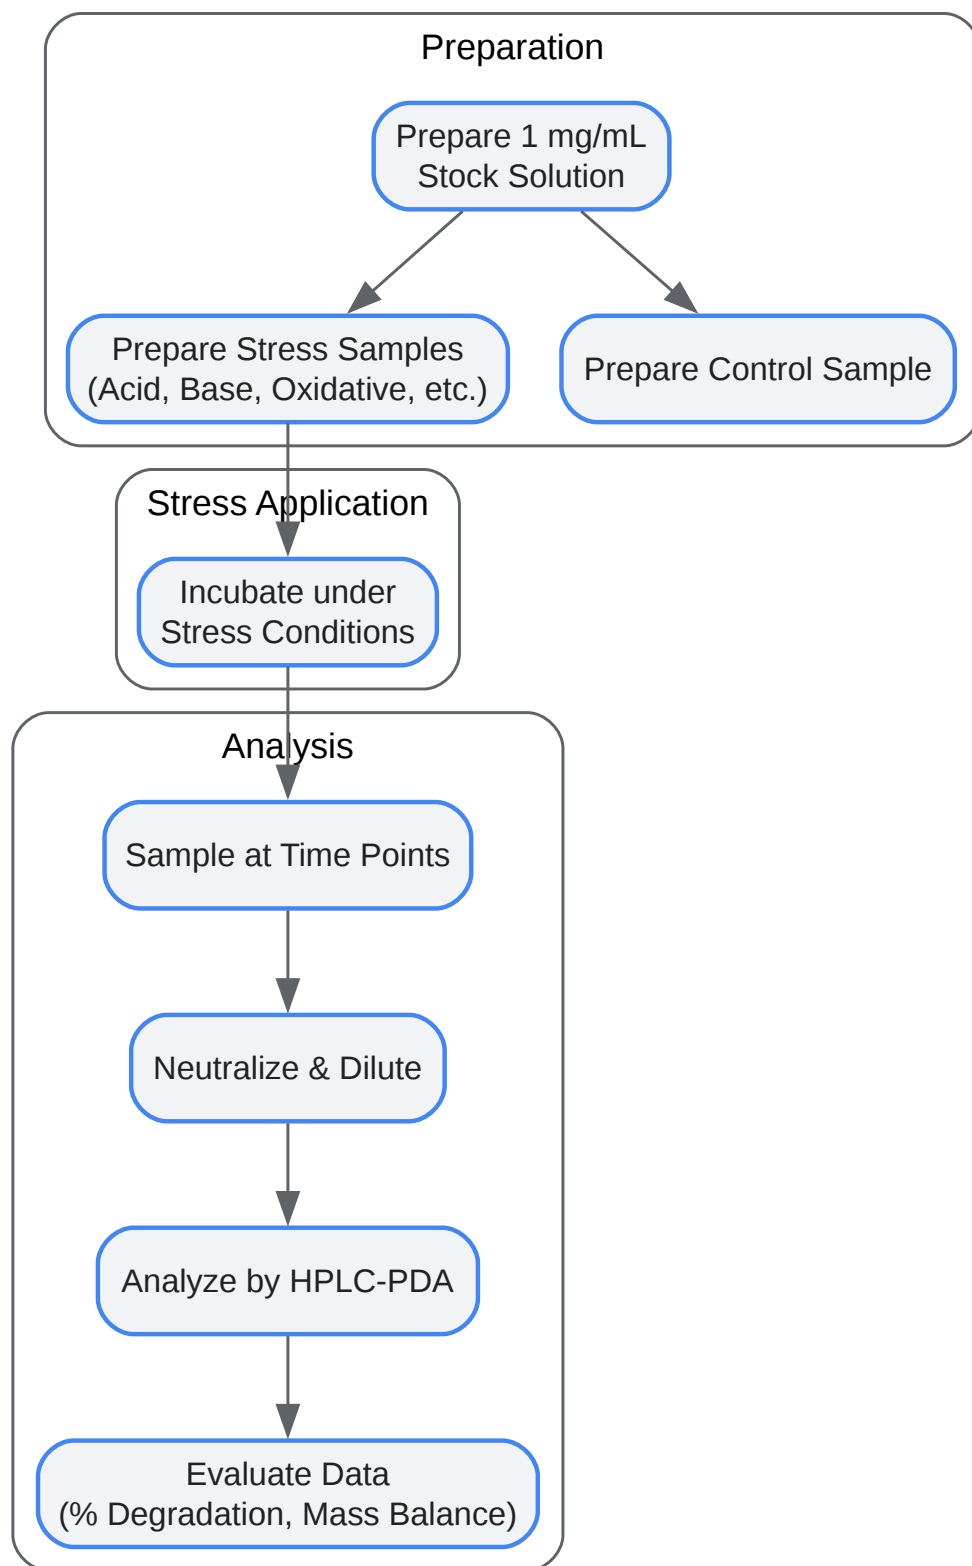 Preparation
Prepare 1 mg/mL
Stock Solution
Prepare Stress Samples
(Acid, Base, Oxidative, etc.)
Prepare Control Sample
Stress Application
Incubate under
Stress Conditions
Analysis
Sample at Time Points
Neutralize & Dilute
Analyze by HPLC-PDA
Evaluate Data
(% Degradation, Mass Balance)